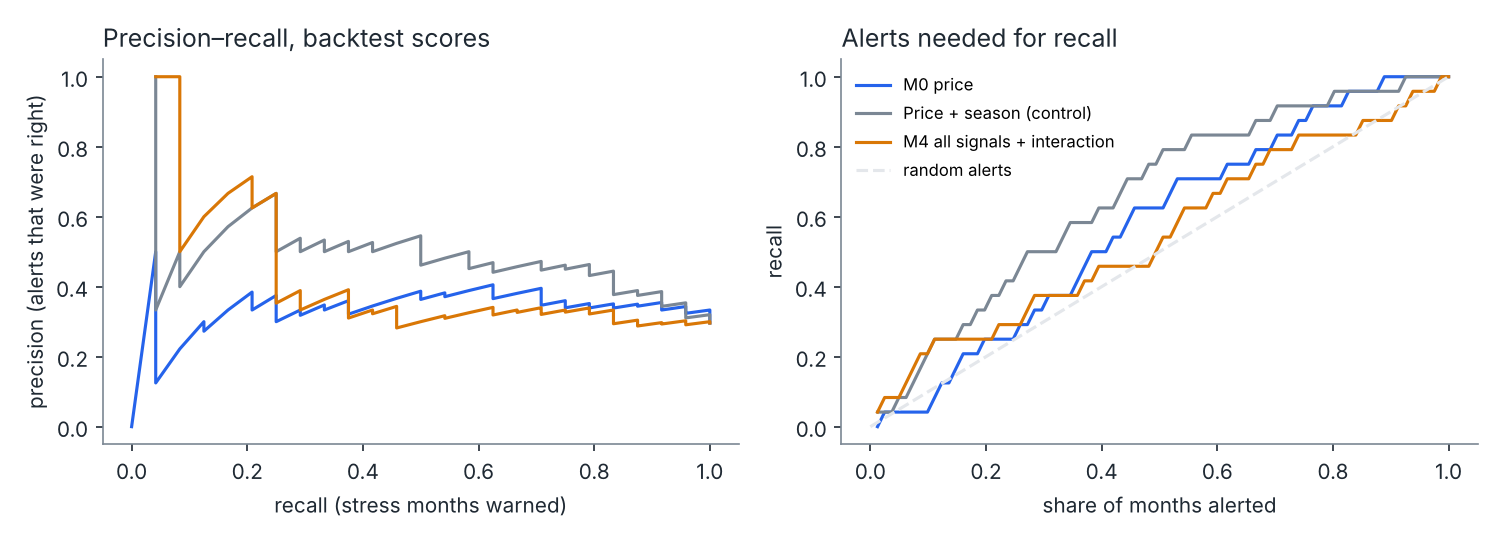 Precision–recall, backtest scores
precision (alerts that were right)
1.0
0.8
0.6
0.4
0.2
0.0
0.0 0.2 0.4 0.6 0.8 1.0
recall (stress months warned)
Alerts needed for recall
M0 price
Price + season (control)
M4 all signals + interaction
random alerts
recall
1.0
0.8
0.6
0.4
0.2
0.0
0.0 0.2 0.4 0.6 0.8 1.0
share of months alerted